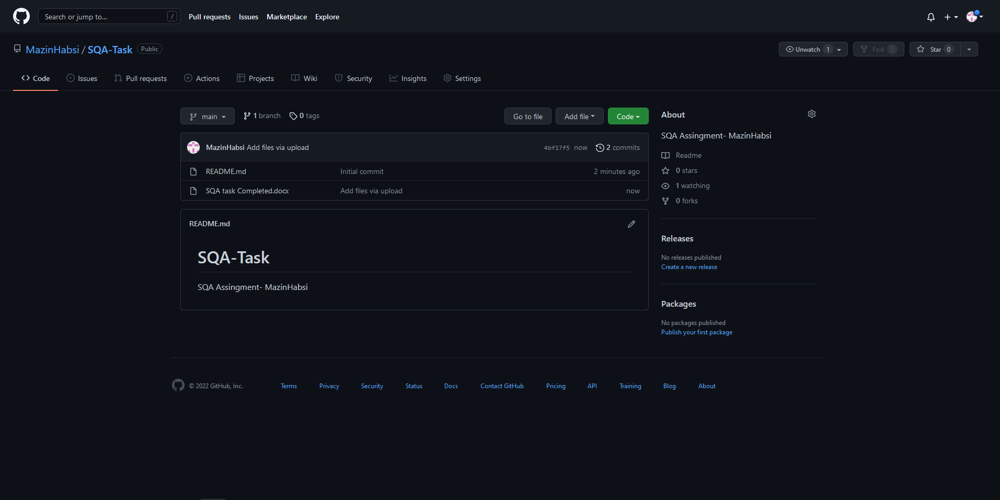 Search or jump to... / Pull requests Issues Marketplace Explore
MazinHabsi / SQA-Task Public Unwatch 1 Fork 0 Star 0
Code Issues Pull requests Actions Projects Wiki Security Insights Settings
main 1 branch 0 tags Go to file Add file Code
MazinHabsi Add files via upload 4bf17f5 now 2 commits
README.md Initial commit 2 minutes ago
SQA task Completed.docx Add files via upload now
README.md
SQA-Task
SQA Assingment- MazinHabsi
About
SQA Assingment- MazinHabsi
Readme
0 stars
1 watching
0 forks
Releases
No releases published
Create a new release
Packages
No packages published
Publish your first package
© 2022 GitHub, Inc. Terms Privacy Security Status Docs Contact GitHub Pricing API Training Blog About